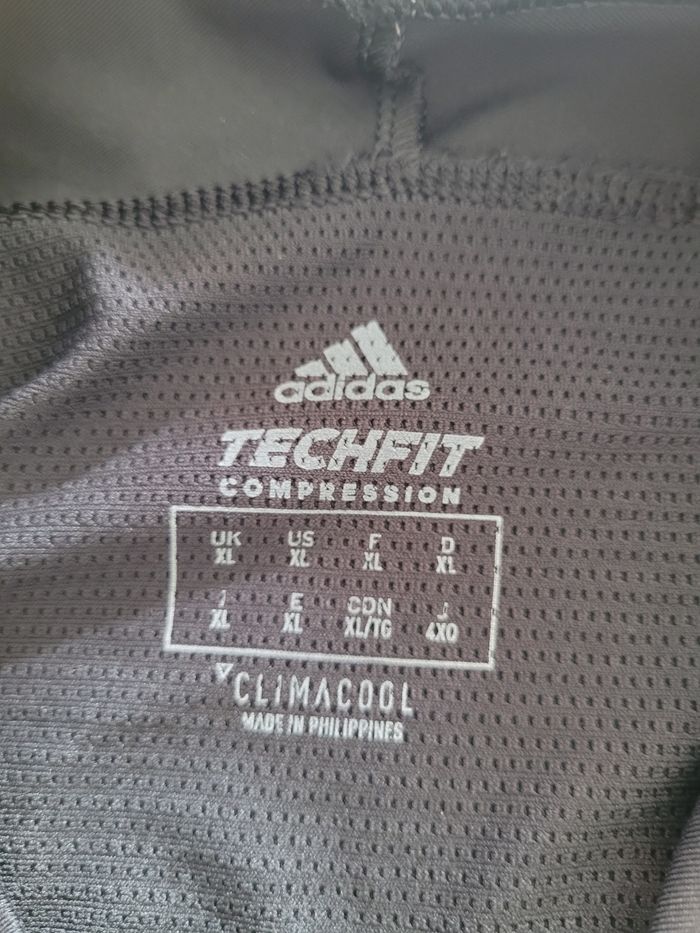 adidas
TECHFIT
COMPRESSION
UK US F D
XL XL XL XL
I E CDN J
XL XL XL/TG 4XO
CLIMACOOL
MADE IN PHILIPPINES